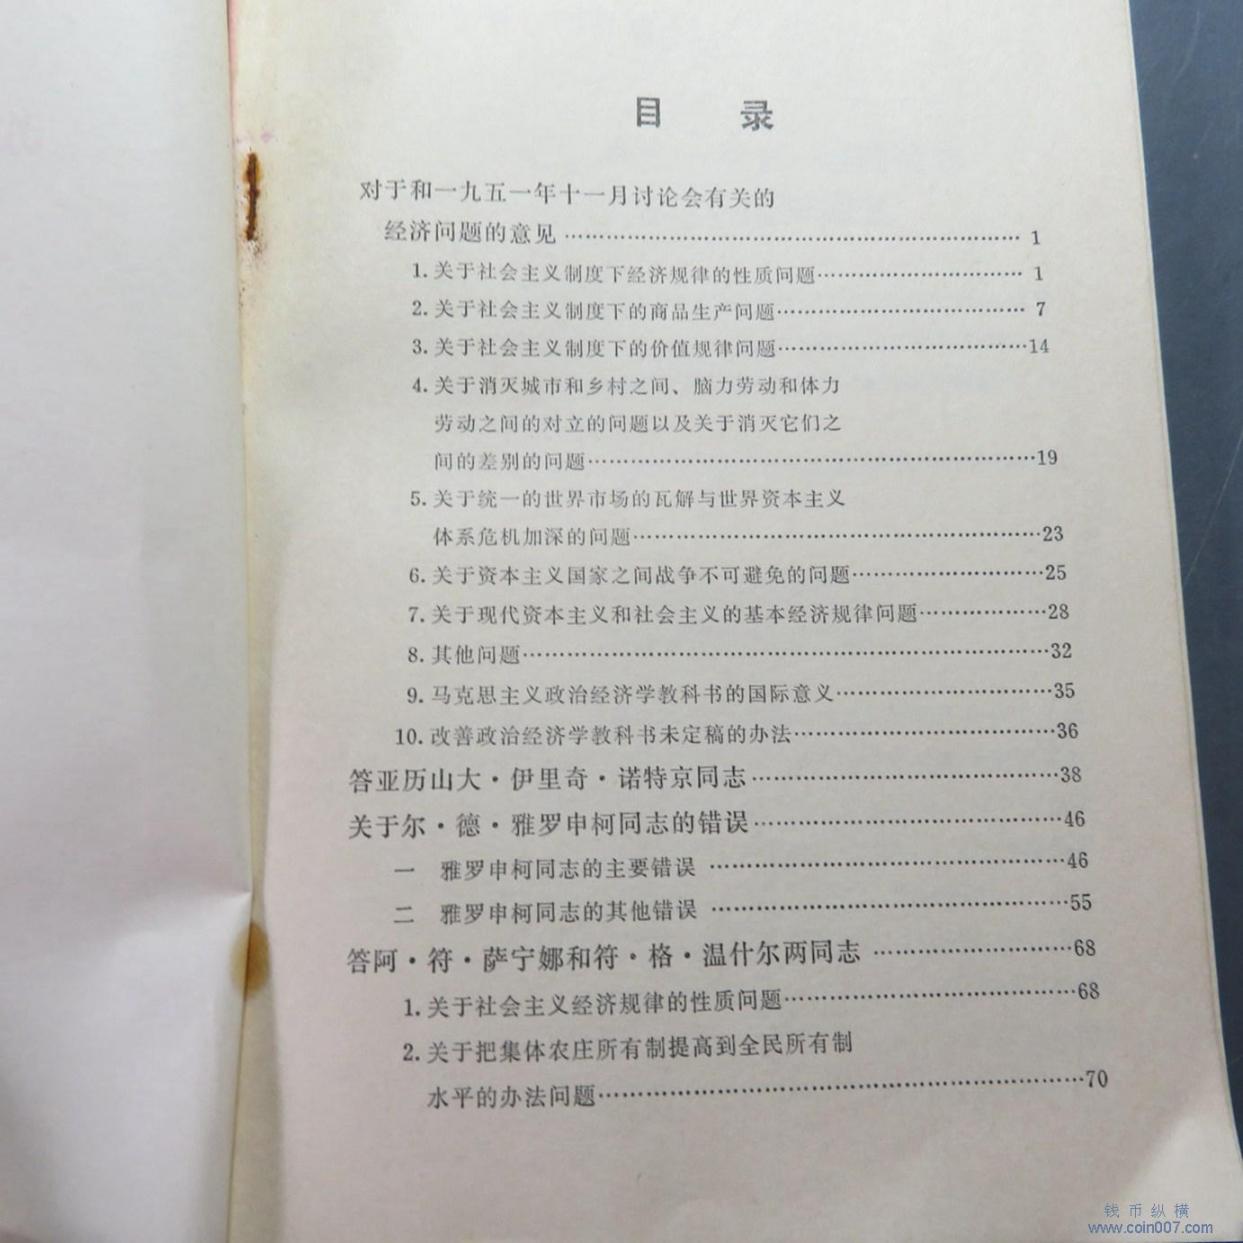 目 录
对于和一九五一年十一月讨论会有关的
经济问题的意见 …………………………………………………… 1
1. 关于社会主义制度下经济规律的性质问题……………………… 1
2. 关于社会主义制度下的商品生产问题…………………………… 7
3. 关于社会主义制度下的价值规律问题……………………………14
4. 关于消灭城市和乡村之间、脑力劳动和体力
劳动之间的对立的问题以及关于消灭它们之
间的差别的问题……………………………………………………19
5. 关于统一的世界市场的瓦解与世界资本主义
体系危机加深的问题………………………………………………23
6. 关于资本主义国家之间战争不可避免的问题……………………25
7. 关于现代资本主义和社会主义的基本经济规律问题………………28
8. 其他问题……………………………………………………………32
9. 马克思主义政治经济学教科书的国际意义………………………35
10. 改善政治经济学教科书未定稿的办法……………………………36
答亚历山大·伊里奇·诺特京同志……………………………………38
关于尔·德·雅罗申柯同志的错误……………………………………46
一 雅罗申柯同志的主要错误 ………………………………………46
二 雅罗申柯同志的其他错误 ………………………………………55
答阿·符·萨宁娜和符·格·温什尔两同志 ………………………68
1. 关于社会主义经济规律的性质问题………………………………68
2. 关于把集体农庄所有制提高到全民所有制
水平的办法问题……………………………………………………70
钱币纵横
www.coin007.com